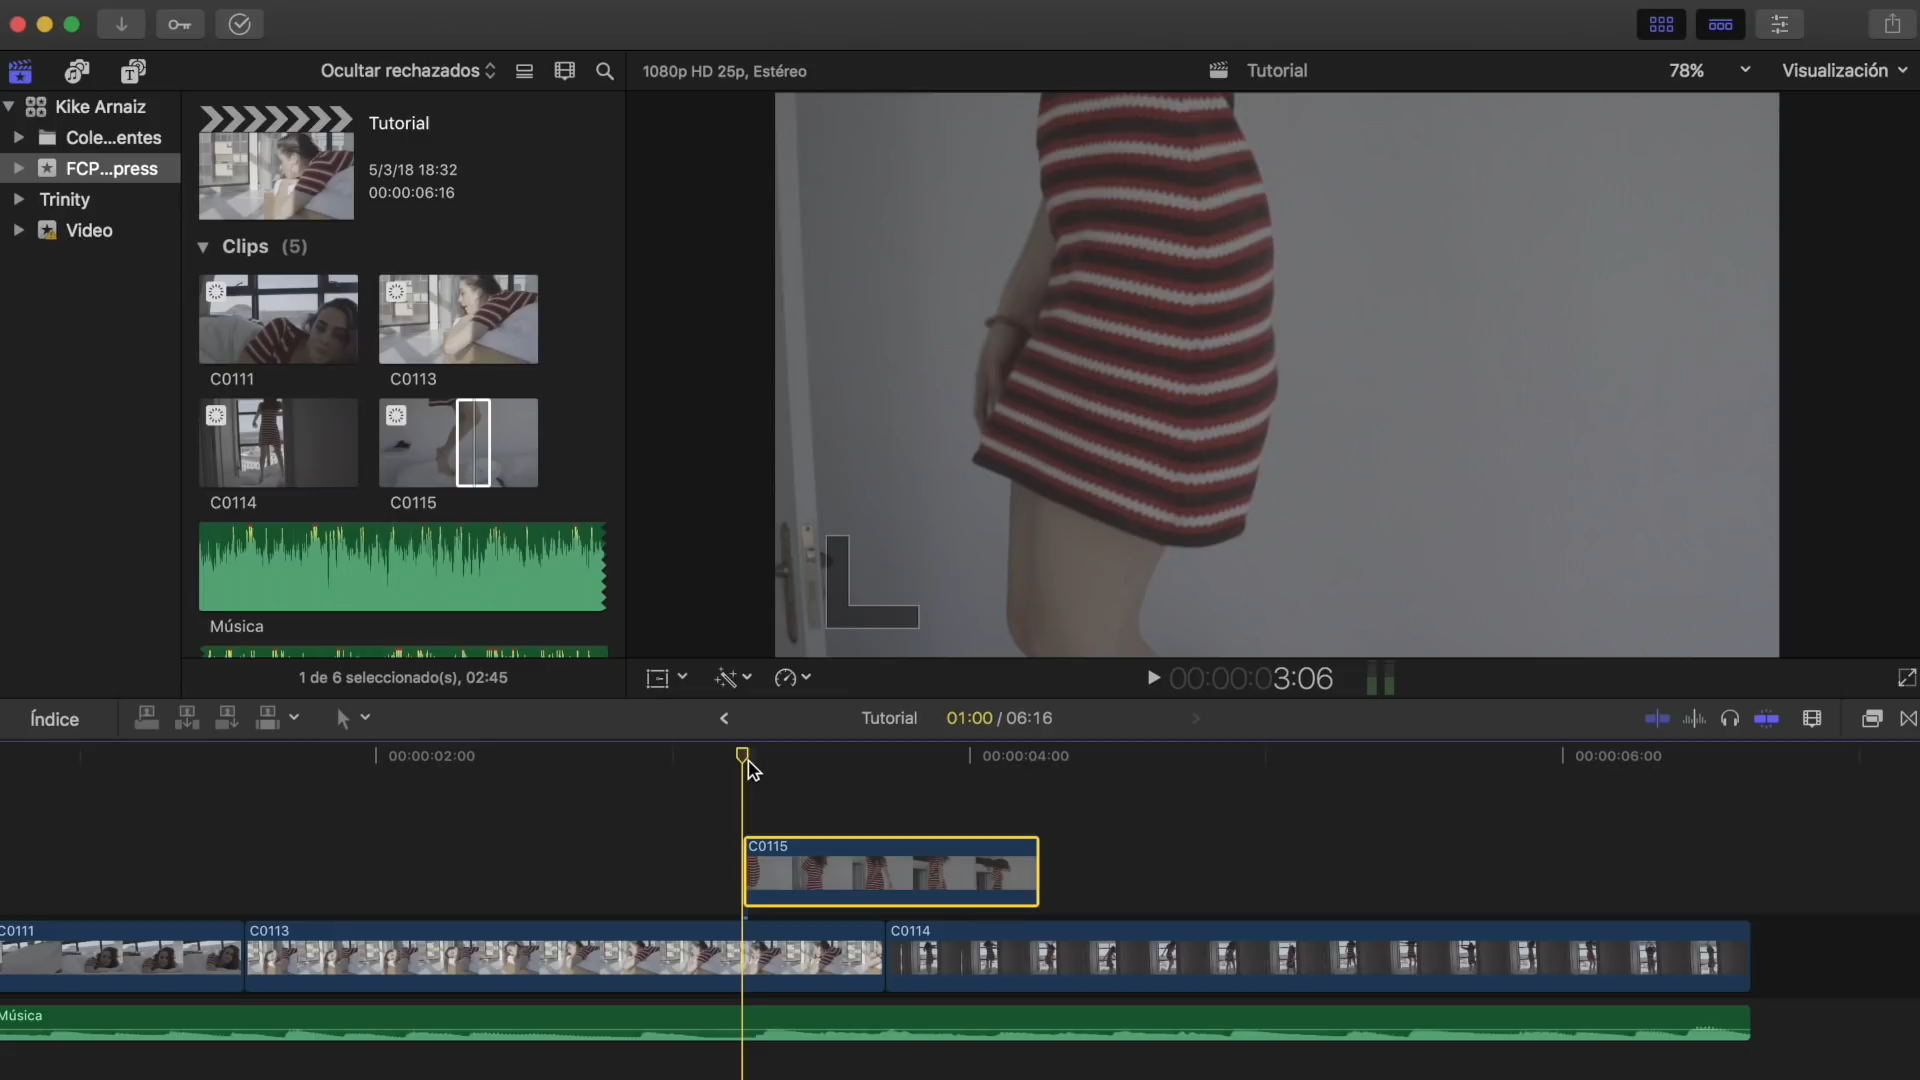 Ocultar rechazados
1080p HD 25p, Estéreo
Tutorial
78%
Visualización
Kike Arnaiz
Cole...entes
FCP...press
Trinity
Video
Tutorial
5/3/18 18:32
00:00:06:16
Clips (5)
C0111
C0113
C0114
C0115
Música
1 de 6 seleccionado(s), 02:45
00:00:03:06
Índice
Tutorial
01:00 / 06:16
00:00:02:00
00:00:04:00
00:00:06:00
C0115
C0111
C0113
C0114
Música